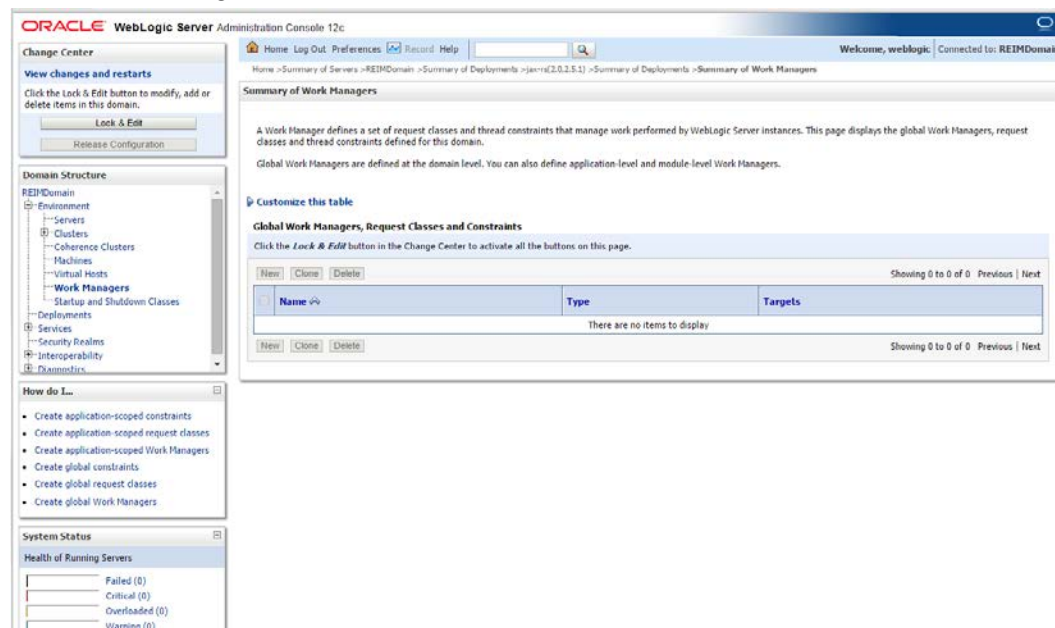 ORACLE WebLogic Server Administration Console 12c
Change Center
View changes and restarts
Click the Lock & Edit button to modify, add or
delete items in this domain.
Lock & Edit
Release Configuration
Domain Structure
REIMDomain
Environment
Servers
Clusters
Coherence Clusters
Machines
Virtual Hosts
Work Managers
Startup and Shutdown Classes
Deployments
Services
Security Realms
Interoperability
Diagnostics
How do I...
Create application-scoped constraints
Create application-scoped request classes
Create application-scoped Work Managers
Create global constraints
Create global request classes
Create global Work Managers
System Status
Health of Running Servers
Failed (0)
Critical (0)
Overloaded (0)
Warning (0)
Home Log Out Preferences Record Help
Welcome, weblogic Connected to: REIMDomai
Home >Summary of Servers >REIMDomain >Summary of Deployments >jax-rs(2.0,2.5.1) >Summary of Deployments >Summary of Work Managers
Summary of Work Managers
A Work Manager defines a set of request classes and thread constraints that manage work performed by WebLogic Server instances. This page displays the global Work Managers, request
classes and thread constraints defined for this domain.
Global Work Managers are defined at the domain level. You can also define application-level and module-level Work Managers.
Customize this table
Global Work Managers, Request Classes and Constraints
Click the Lock & Edit button in the Change Center to activate all the buttons on this page.
New Clone Delete Showing 0 to 0 of 0 Previous | Next
Name Type Targets
There are no items to display
New Clone Delete Showing 0 to 0 of 0 Previous | Next